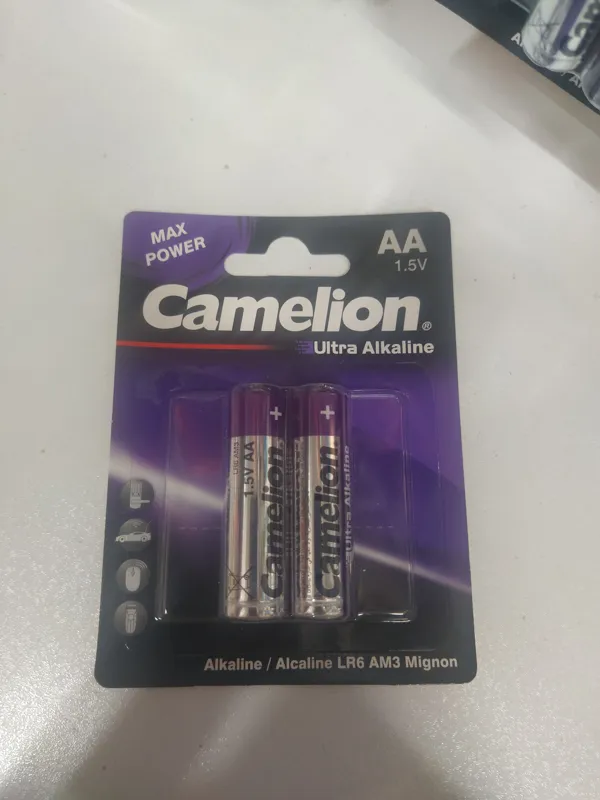 MAX
POWER
AA
1.5V
Camelion®
Ultra Alkaline
+
+
1.5V AA
Camelion
Camelion
Ultra Alkaline
Alkaline / Alcaline LR6 AM3 Mignon